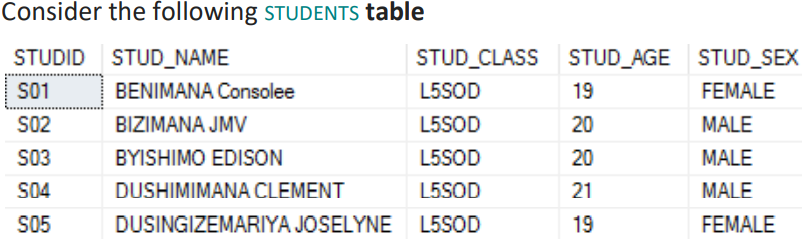 Consider the following STUDENTS table
STUDID STUD_NAME STUD_CLASS STUD_AGE STUD_SEX
S01 BENIMANA Consolee L5SOD 19 FEMALE
S02 BIZIMANA JMV L5SOD 20 MALE
S03 BYISHIMO EDISON L5SOD 20 MALE
S04 DUSHIMIMANA CLEMENT L5SOD 21 MALE
S05 DUSINGIZEMARIYA JOSELYNE L5SOD 19 FEMALE